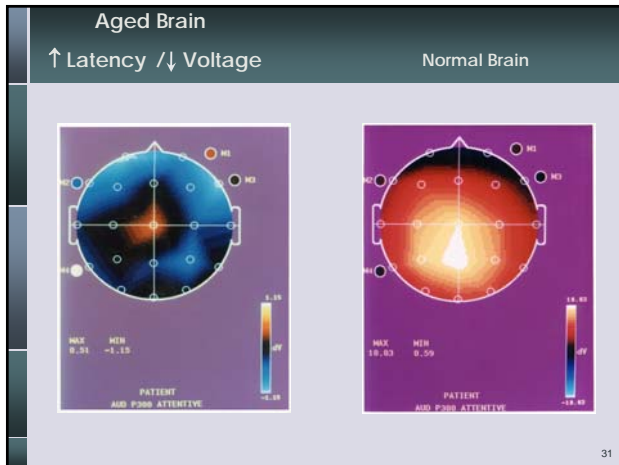 Aged Brain
↑ Latency /↓ Voltage
Normal Brain
M1
M2
M3
M4
1.15
MAX MIN
0.51 -1.15
dV
-1.15
PATIENT
AUD P300 ATTENTIVE
M1
M2
M3
M4
10.83
MAX MIN
10.83 0.59
dV
-10.83
PATIENT
AUD P300 ATTENTIVE
31